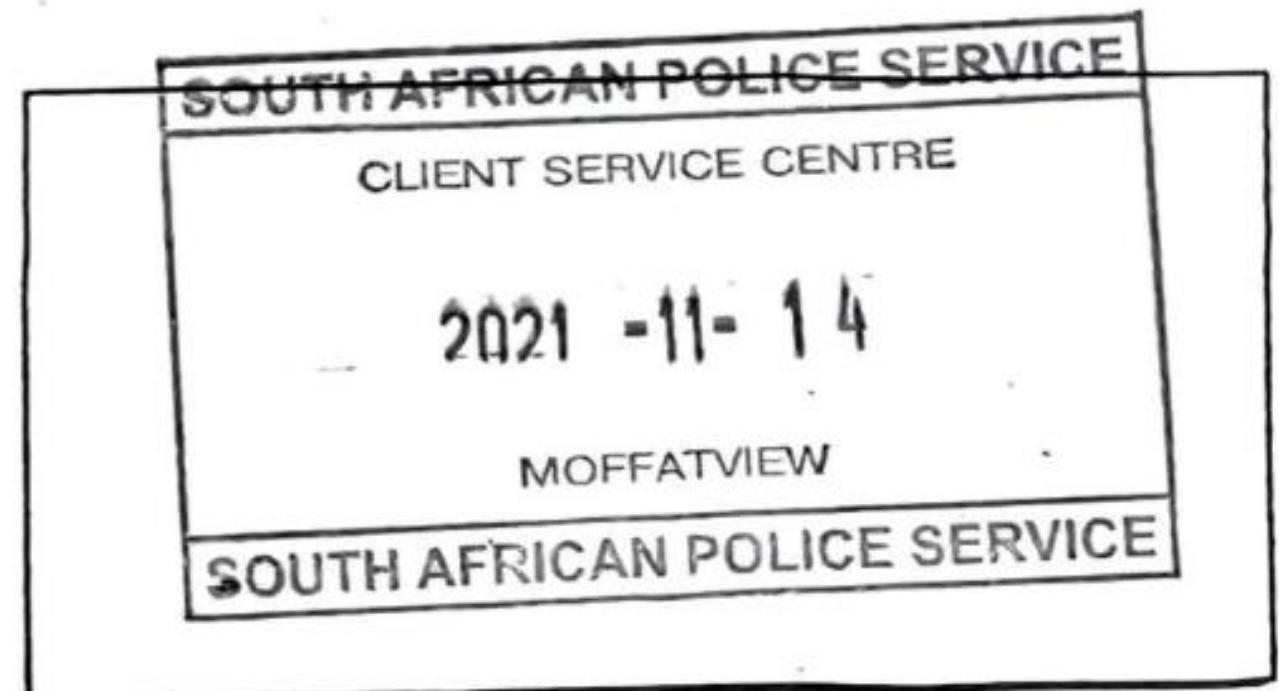 SOUTH AFRICAN POLICE SERVICE
CLIENT SERVICE CENTRE
2021 -11- 14
MOFFATVIEW
SOUTH AFRICAN POLICE SERVICE